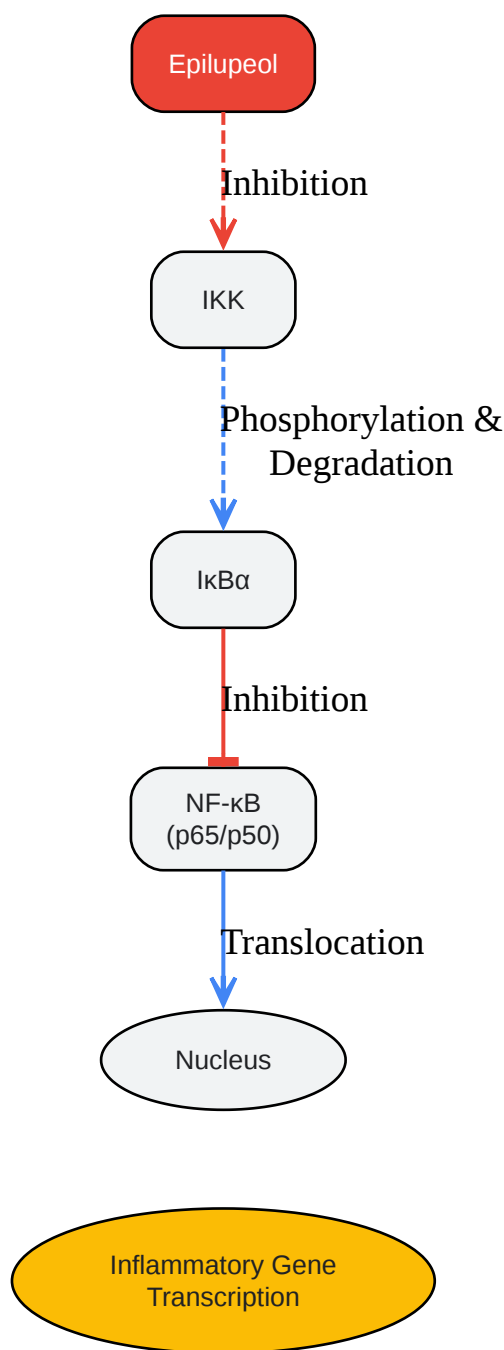 Epilupeol
Inhibition
IKK
Phosphorylation &
Degradation
IκBα
Inhibition
NF-κB
(p65/p50)
Translocation
Nucleus
Inflammatory Gene
Transcription